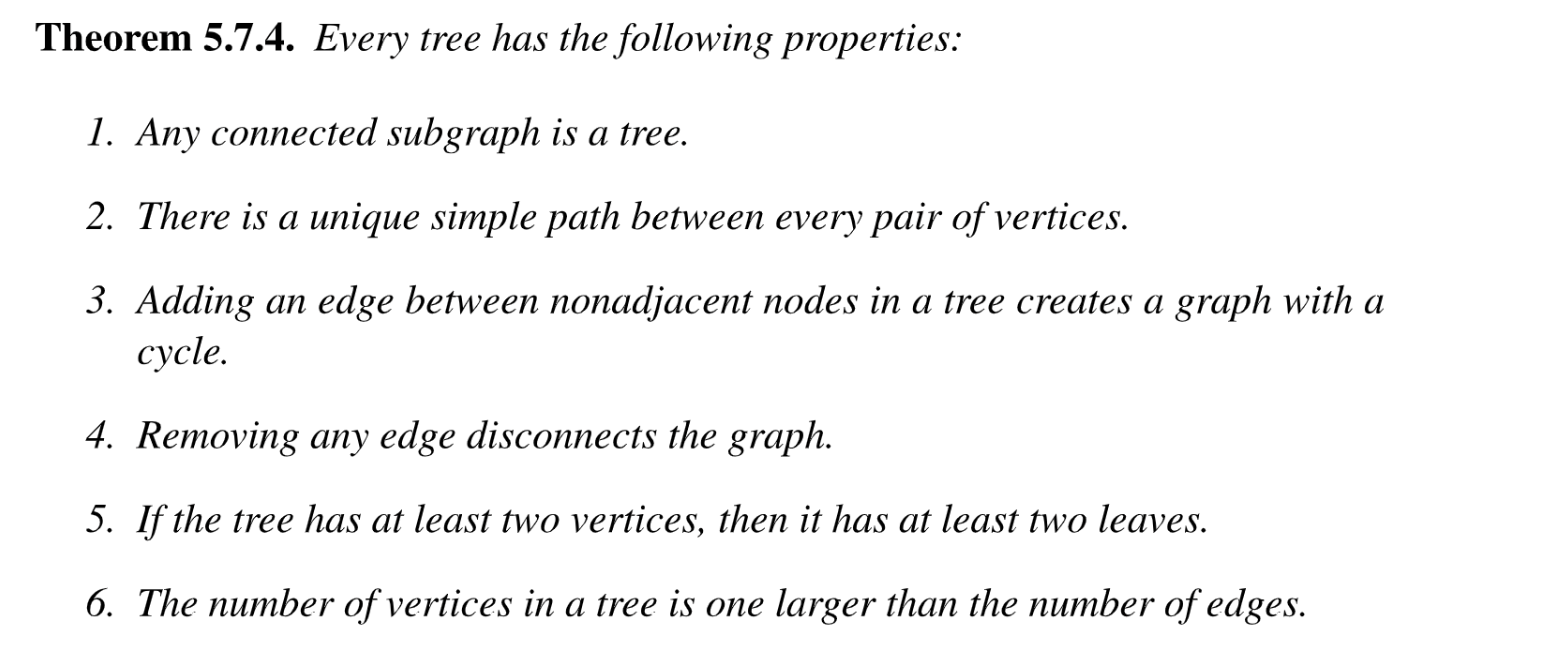 Theorem 5.7.4. Every tree has the following properties:
1. Any connected subgraph is a tree.
2. There is a unique simple path between every pair of vertices.
3. Adding an edge between nonadjacent nodes in a tree creates a graph with a
cycle.
4. Removing any edge disconnects the graph.
5. If the tree has at least two vertices, then it has at least two leaves.
6. The number of vertices in a tree is one larger than the number of edges.